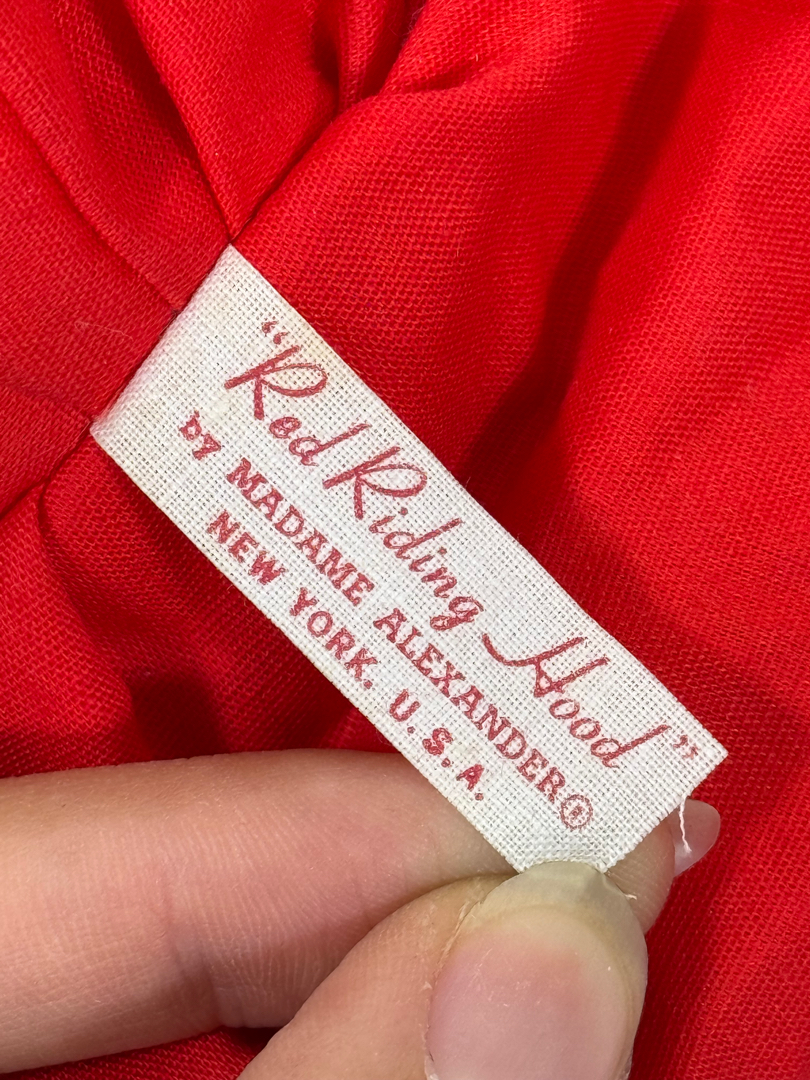 “Red Riding Hood”
by MADAME ALEXANDER®
NEW YORK, U.S.A.